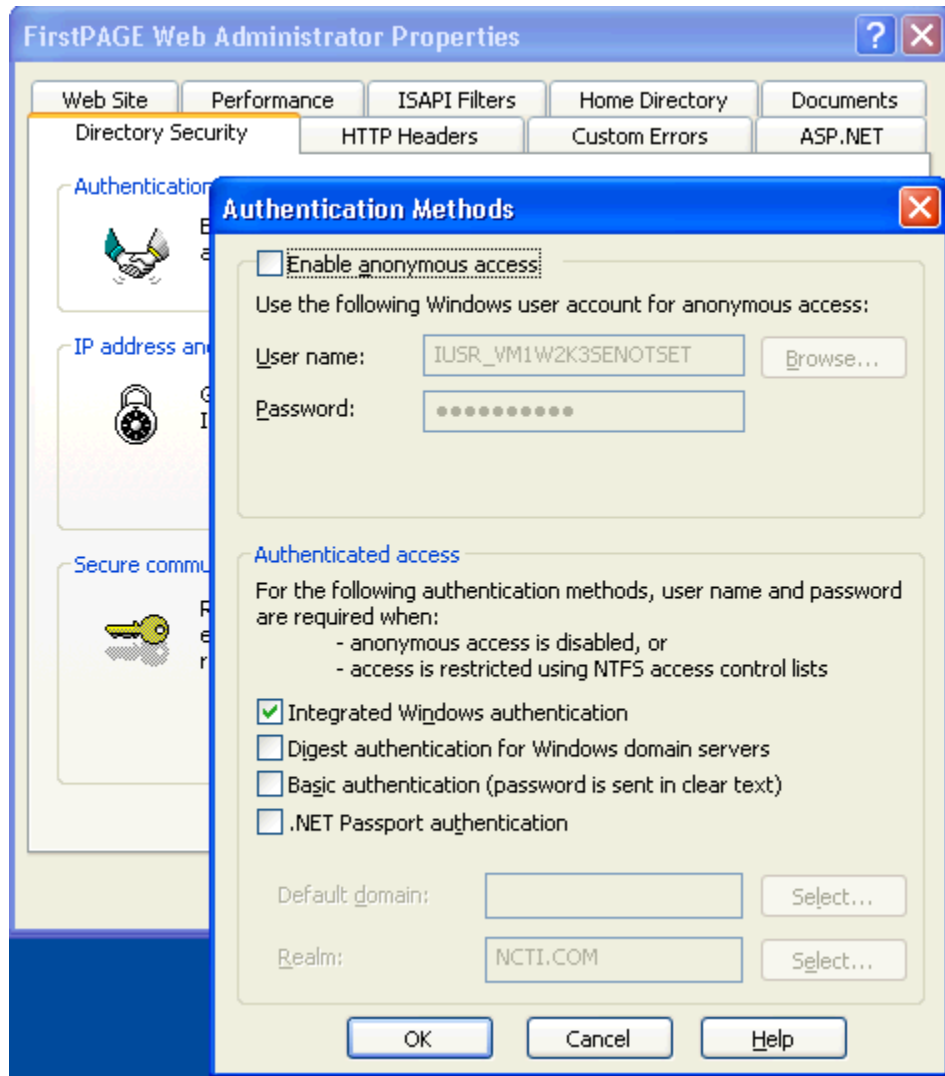 FirstPAGE Web Administrator Properties
Web Site Performance ISAPI Filters Home Directory Documents
Directory Security HTTP Headers Custom Errors ASP.NET
Authentication
IP address and
Secure commu
Authentication Methods
Enable anonymous access
Use the following Windows user account for anonymous access:
User name: IUSR_VM1W2K3SENOTSET Browse...
Password:
Authenticated access
For the following authentication methods, user name and password
are required when:
- anonymous access is disabled, or
- access is restricted using NTFS access control lists
Integrated Windows authentication
Digest authentication for Windows domain servers
Basic authentication (password is sent in clear text)
.NET Passport authentication
Default domain: Select...
Realm: NCTI.COM Select...
OK Cancel Help